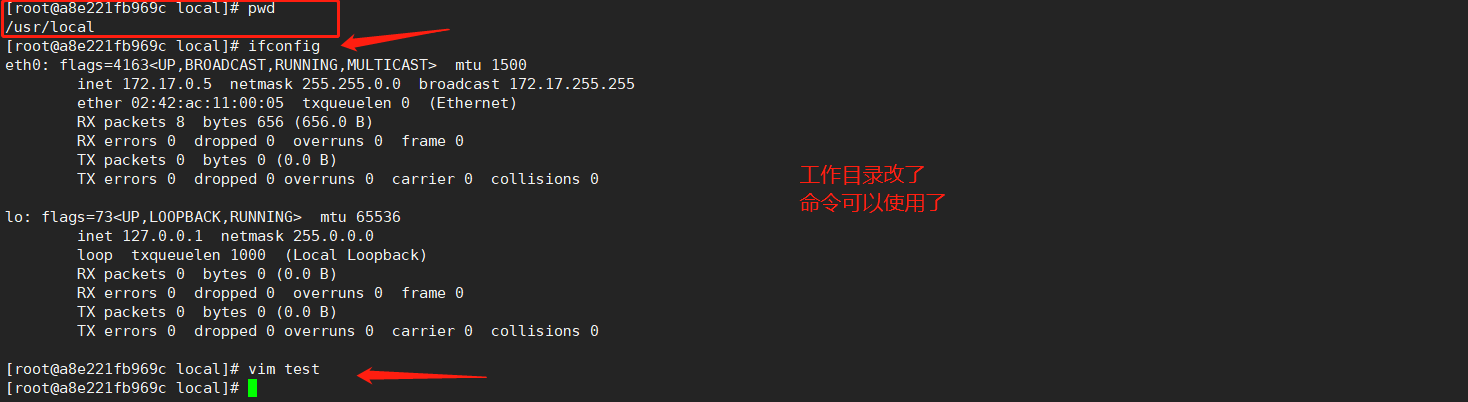 [root@a8e221fb969c local]# pwd
/usr/local
[root@a8e221fb969c local]# ifconfig
eth0: flags=4163<UP,BROADCAST,RUNNING,MULTICAST>  mtu 1500
        inet 172.17.0.5  netmask 255.255.0.0  broadcast 172.17.255.255
        ether 02:42:ac:11:00:05  txqueuelen 0  (Ethernet)
        RX packets 8  bytes 656 (656.0 B)
        RX errors 0  dropped 0  overruns 0  frame 0
        TX packets 0  bytes 0 (0.0 B)
        TX errors 0  dropped 0 overruns 0  carrier 0  collisions 0
工作目录改了
命令可以使用了
lo: flags=73<UP,LOOPBACK,RUNNING>  mtu 65536
        inet 127.0.0.1  netmask 255.0.0.0
        loop  txqueuelen 1000  (Local Loopback)
        RX packets 0  bytes 0 (0.0 B)
        RX errors 0  dropped 0  overruns 0  frame 0
        TX packets 0  bytes 0 (0.0 B)
        TX errors 0  dropped 0 overruns 0  carrier 0  collisions 0
[root@a8e221fb969c local]# vim test
[root@a8e221fb969c local]#